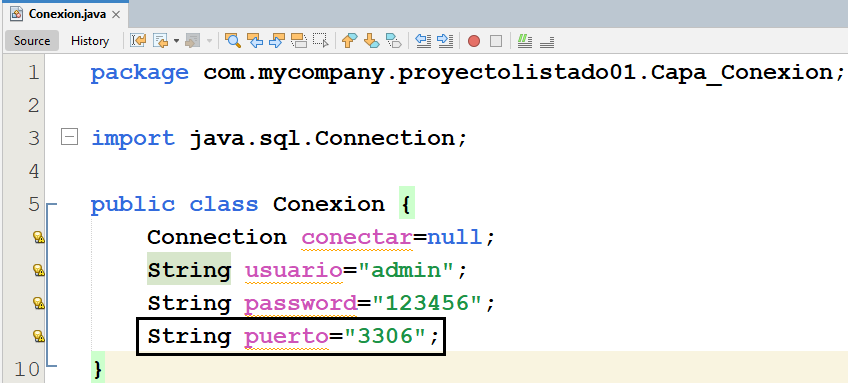 Conexion.java
Source History
1 package com.mycompany.proyectolistado01.Capa_Conexion;
2
3 import java.sql.Connection;
4
5 public class Conexion {
Connection conectar=null;
String usuario="admin";
String password="123456";
String puerto="3306";
10 }